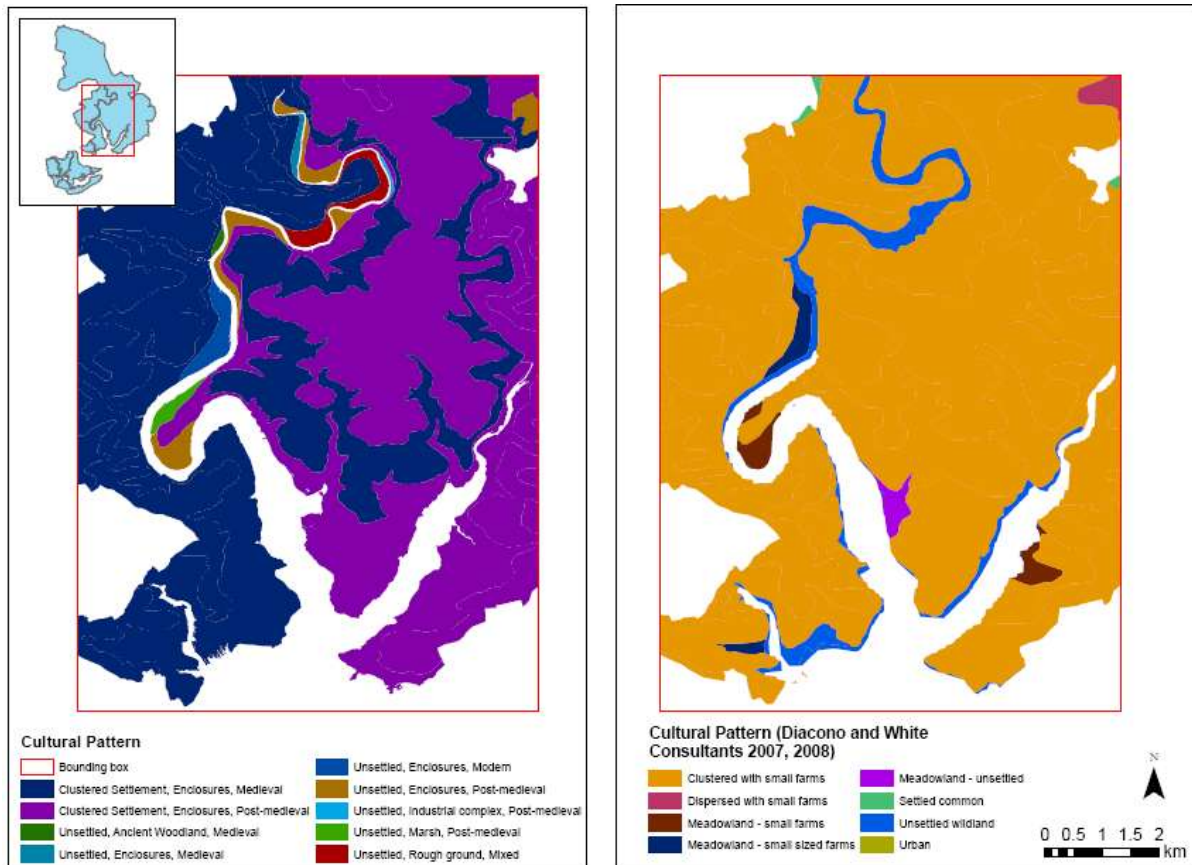 Cultural Pattern
Bounding box
Clustered Settlement, Enclosures, Medieval
Clustered Settlement, Enclosures, Post-medieval
Unsettled, Ancient Woodland, Medieval
Unsettled, Enclosures, Medieval
Unsettled, Enclosures, Modern
Unsettled, Enclosures, Post-medieval
Unsettled, Industrial complex, Post-medieval
Unsettled, Marsh, Post-medieval
Unsettled, Rough ground, Mixed
Cultural Pattern (Diacono and White
Consultants 2007, 2008)
Clustered with small farms
Dispersed with small farms
Meadowland - small farms
Meadowland - small sized farms
Meadowland - unsettled
Settled common
Unsettled wildland
Urban
N
0 0.5 1 1.5 2
km